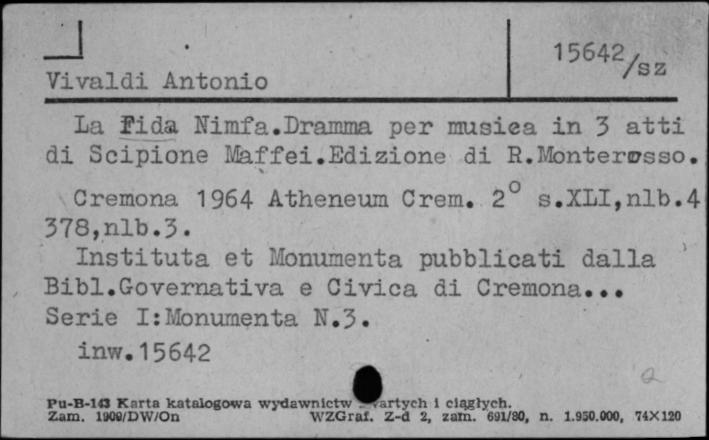 15642/sz
Vivaldi Antonio
La Fida Nimfa.Dramma per musica in 3 atti
di Scipione Maffei.Edizione di R.Monterosso.
Cremona 1964 Atheneum Crem. 2° s.XLI,nlb.4
378,nlb.3.
Instituta et Monumenta pubblicati dalla
Bibl.Governativa e Civica di Cremona...
Serie I:Monumenta N.3.
inw.15642
Pu-B-143 Karta katalogowa wydawnictw artych i ciągłych.
Zam. 1909/DW/On WZGraf. Z-d 2, zam. 691/80, n. 1.950.000, 74X120